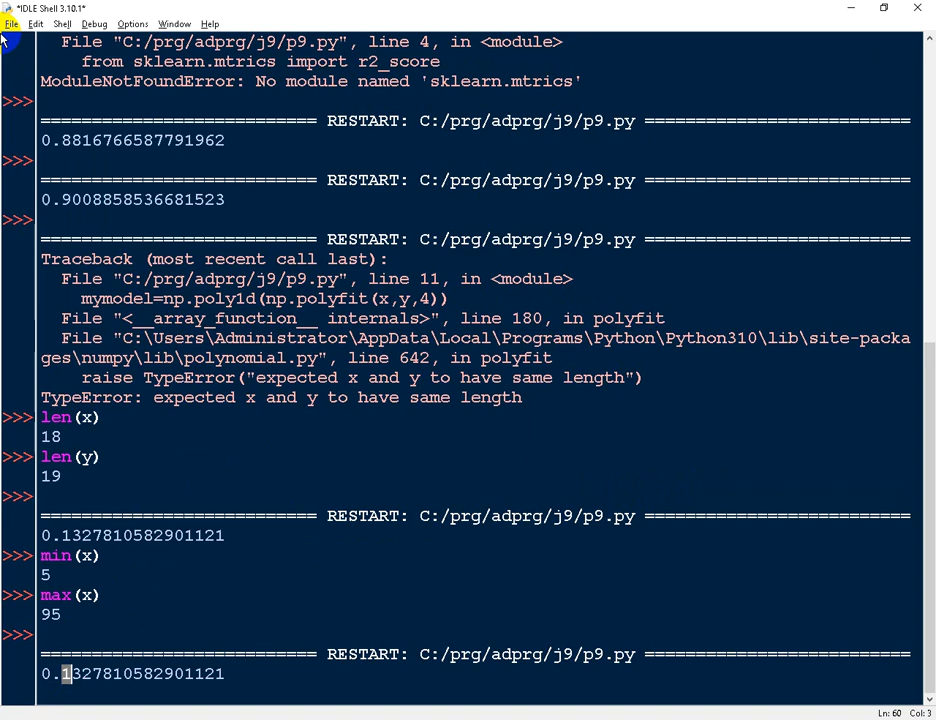 *IDLE Shell 3.10.1*
File Edit Shell Debug Options Window Help
File "C:/prg/adprg/j9/p9.py", line 4, in <module>
from sklearn.mtrics import r2_score
ModuleNotFoundError: No module named 'sklearn.mtrics'
>>>
========================== RESTART: C:/prg/adprg/j9/p9.py =========================
0.8816766587791962
>>>
========================== RESTART: C:/prg/adprg/j9/p9.py =========================
0.9008858536681523
>>>
========================== RESTART: C:/prg/adprg/j9/p9.py =========================
Traceback (most recent call last):
File "C:/prg/adprg/j9/p9.py", line 11, in <module>
mymodel=np.poly1d(np.polyfit(x,y,4))
File "<__array_function__ internals>", line 180, in polyfit
File "C:\Users\Administrator\AppData\Local\Programs\Python\Python310\lib\site-packa
ges\numpy\lib\polynomial.py", line 642, in polyfit
raise TypeError("expected x and y to have same length")
TypeError: expected x and y to have same length
>>> len(x)
18
>>> len(y)
19
>>>
========================== RESTART: C:/prg/adprg/j9/p9.py =========================
0.1327810582901121
>>> min(x)
5
>>> max(x)
95
>>>
========================== RESTART: C:/prg/adprg/j9/p9.py =========================
0.1327810582901121
Ln: 60 Col: 3